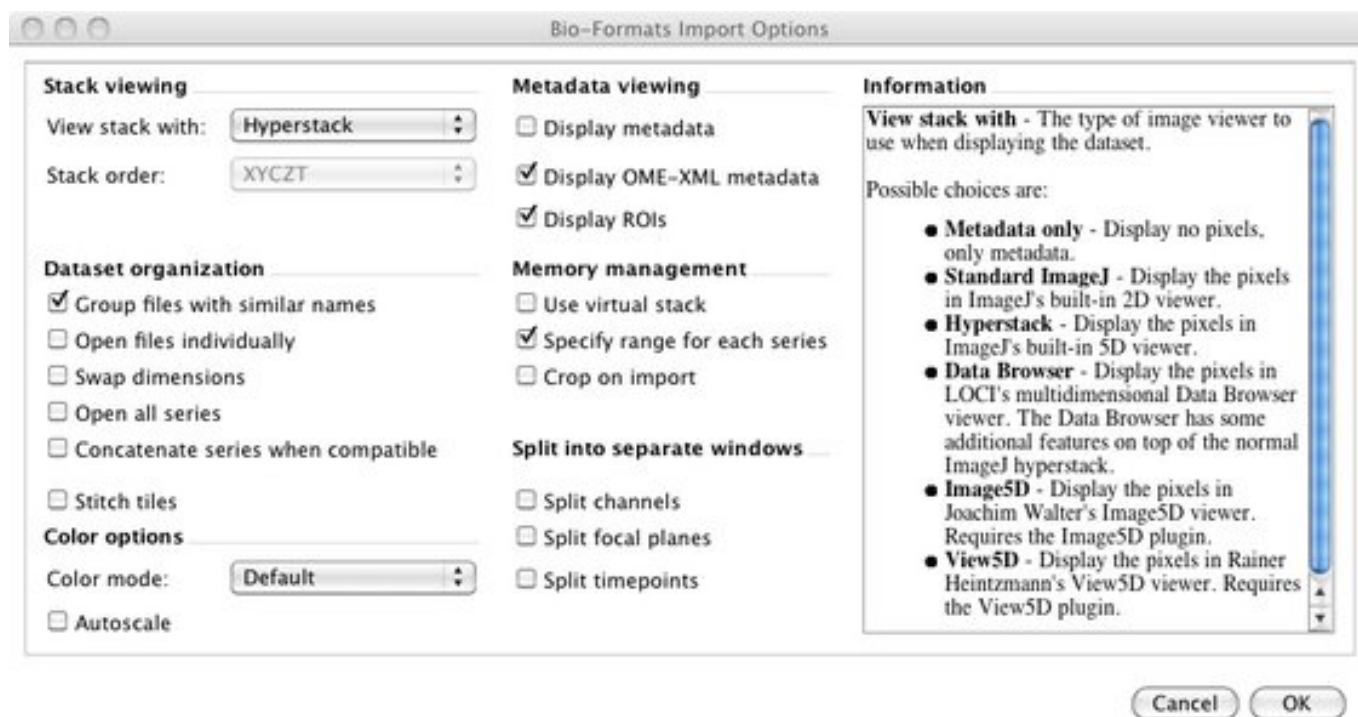 Bio-Formats Import Options
Stack viewing
View stack with: Hyperstack
Stack order: XYCZT
Dataset organization
Group files with similar names
Open files individually
Swap dimensions
Open all series
Concatenate series when compatible
Stitch tiles
Color options
Color mode: Default
Autoscale
Metadata viewing
Display metadata
Display OME-XML metadata
Display ROIs
Memory management
Use virtual stack
Specify range for each series
Crop on import
Split into separate windows
Split channels
Split focal planes
Split timepoints
Information
View stack with - The type of image viewer to
use when displaying the dataset.
Possible choices are:
● Metadata only - Display no pixels,
only metadata.
● Standard ImageJ - Display the pixels
in ImageJ's built-in 2D viewer.
● Hyperstack - Display the pixels in
ImageJ's built-in 5D viewer.
● Data Browser - Display the pixels in
LOCI's multidimensional Data Browser
viewer. The Data Browser has some
additional features on top of the normal
ImageJ hyperstack.
● Image5D - Display the pixels in
Joachim Walter's Image5D viewer.
Requires the Image5D plugin.
● View5D - Display the pixels in Rainer
Heintzmann's View5D viewer. Requires
the View5D plugin.
Cancel
OK